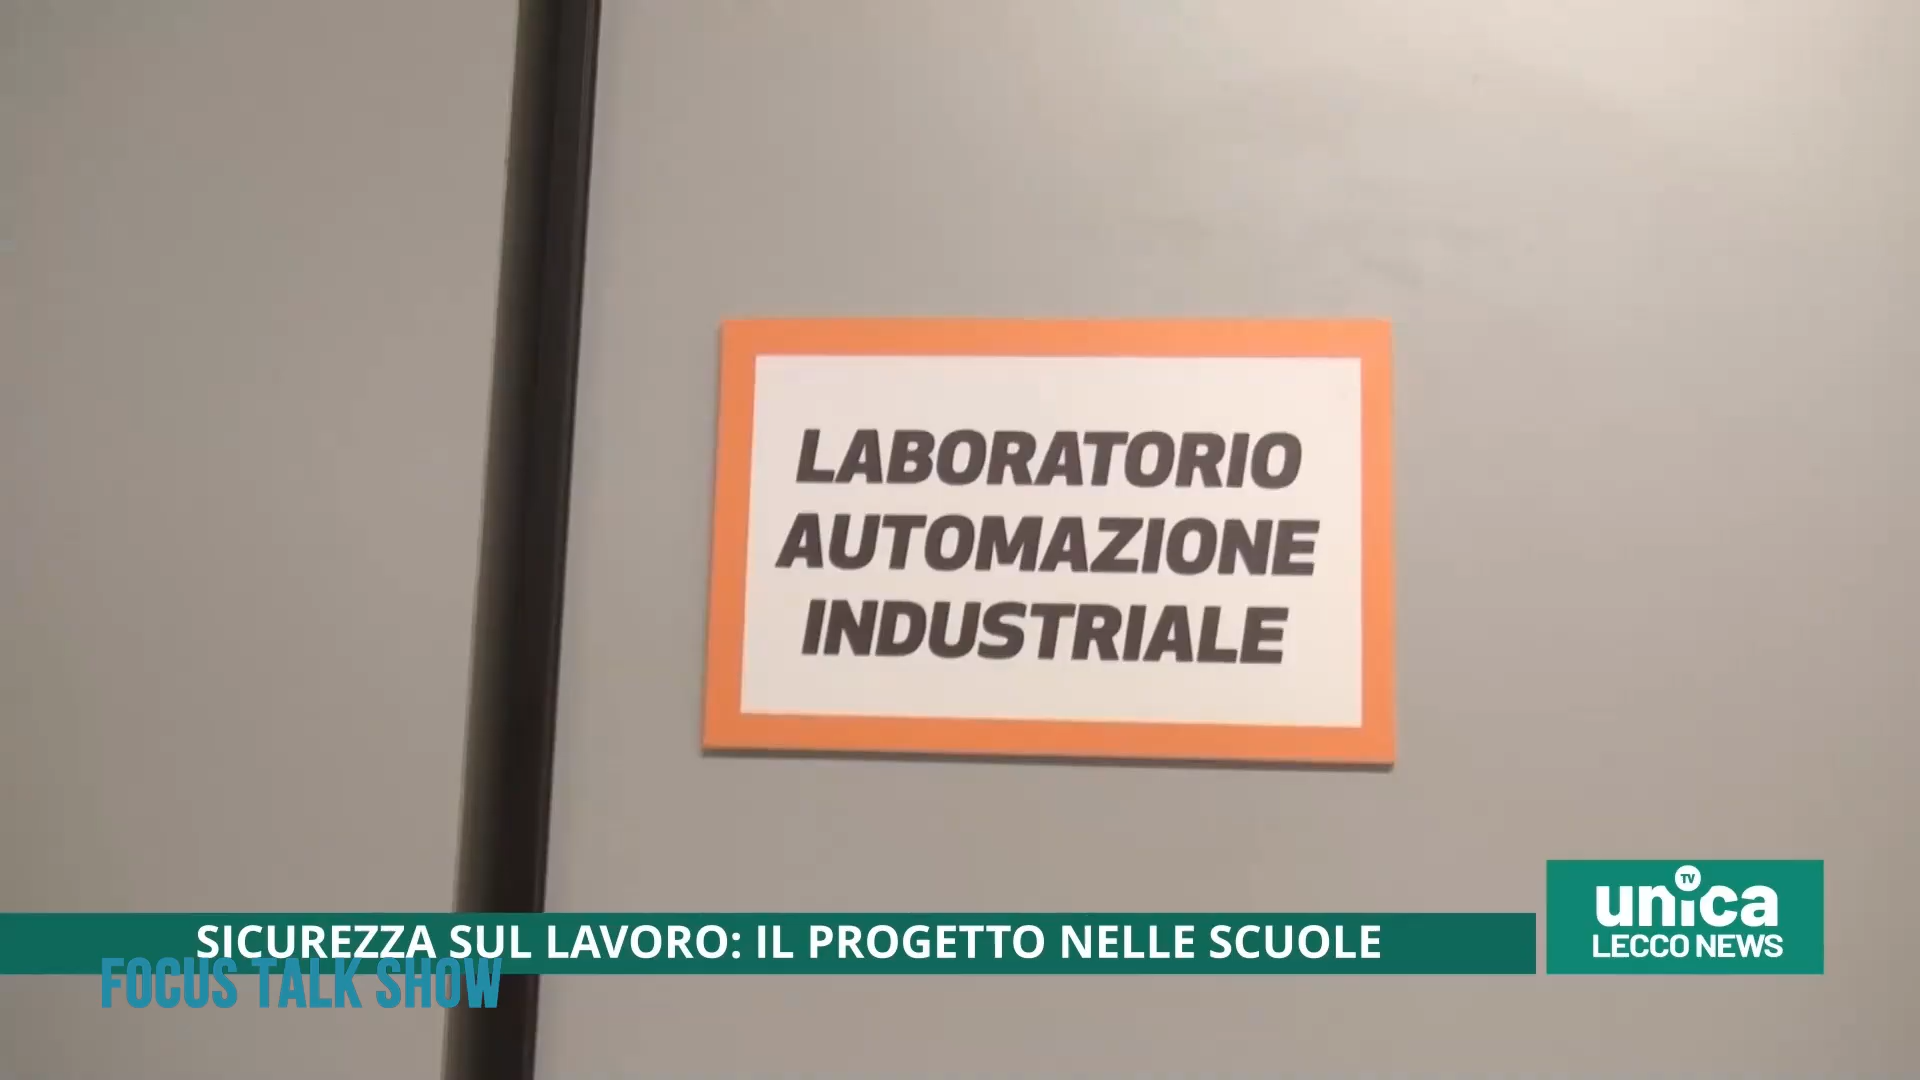 LABORATORIO
AUTOMAZIONE
INDUSTRIALE
SICUREZZA SUL LAVORO: IL PROGETTO NELLE SCUOLE
FOCUS TALK SHOW
unica TV
LECCO NEWS